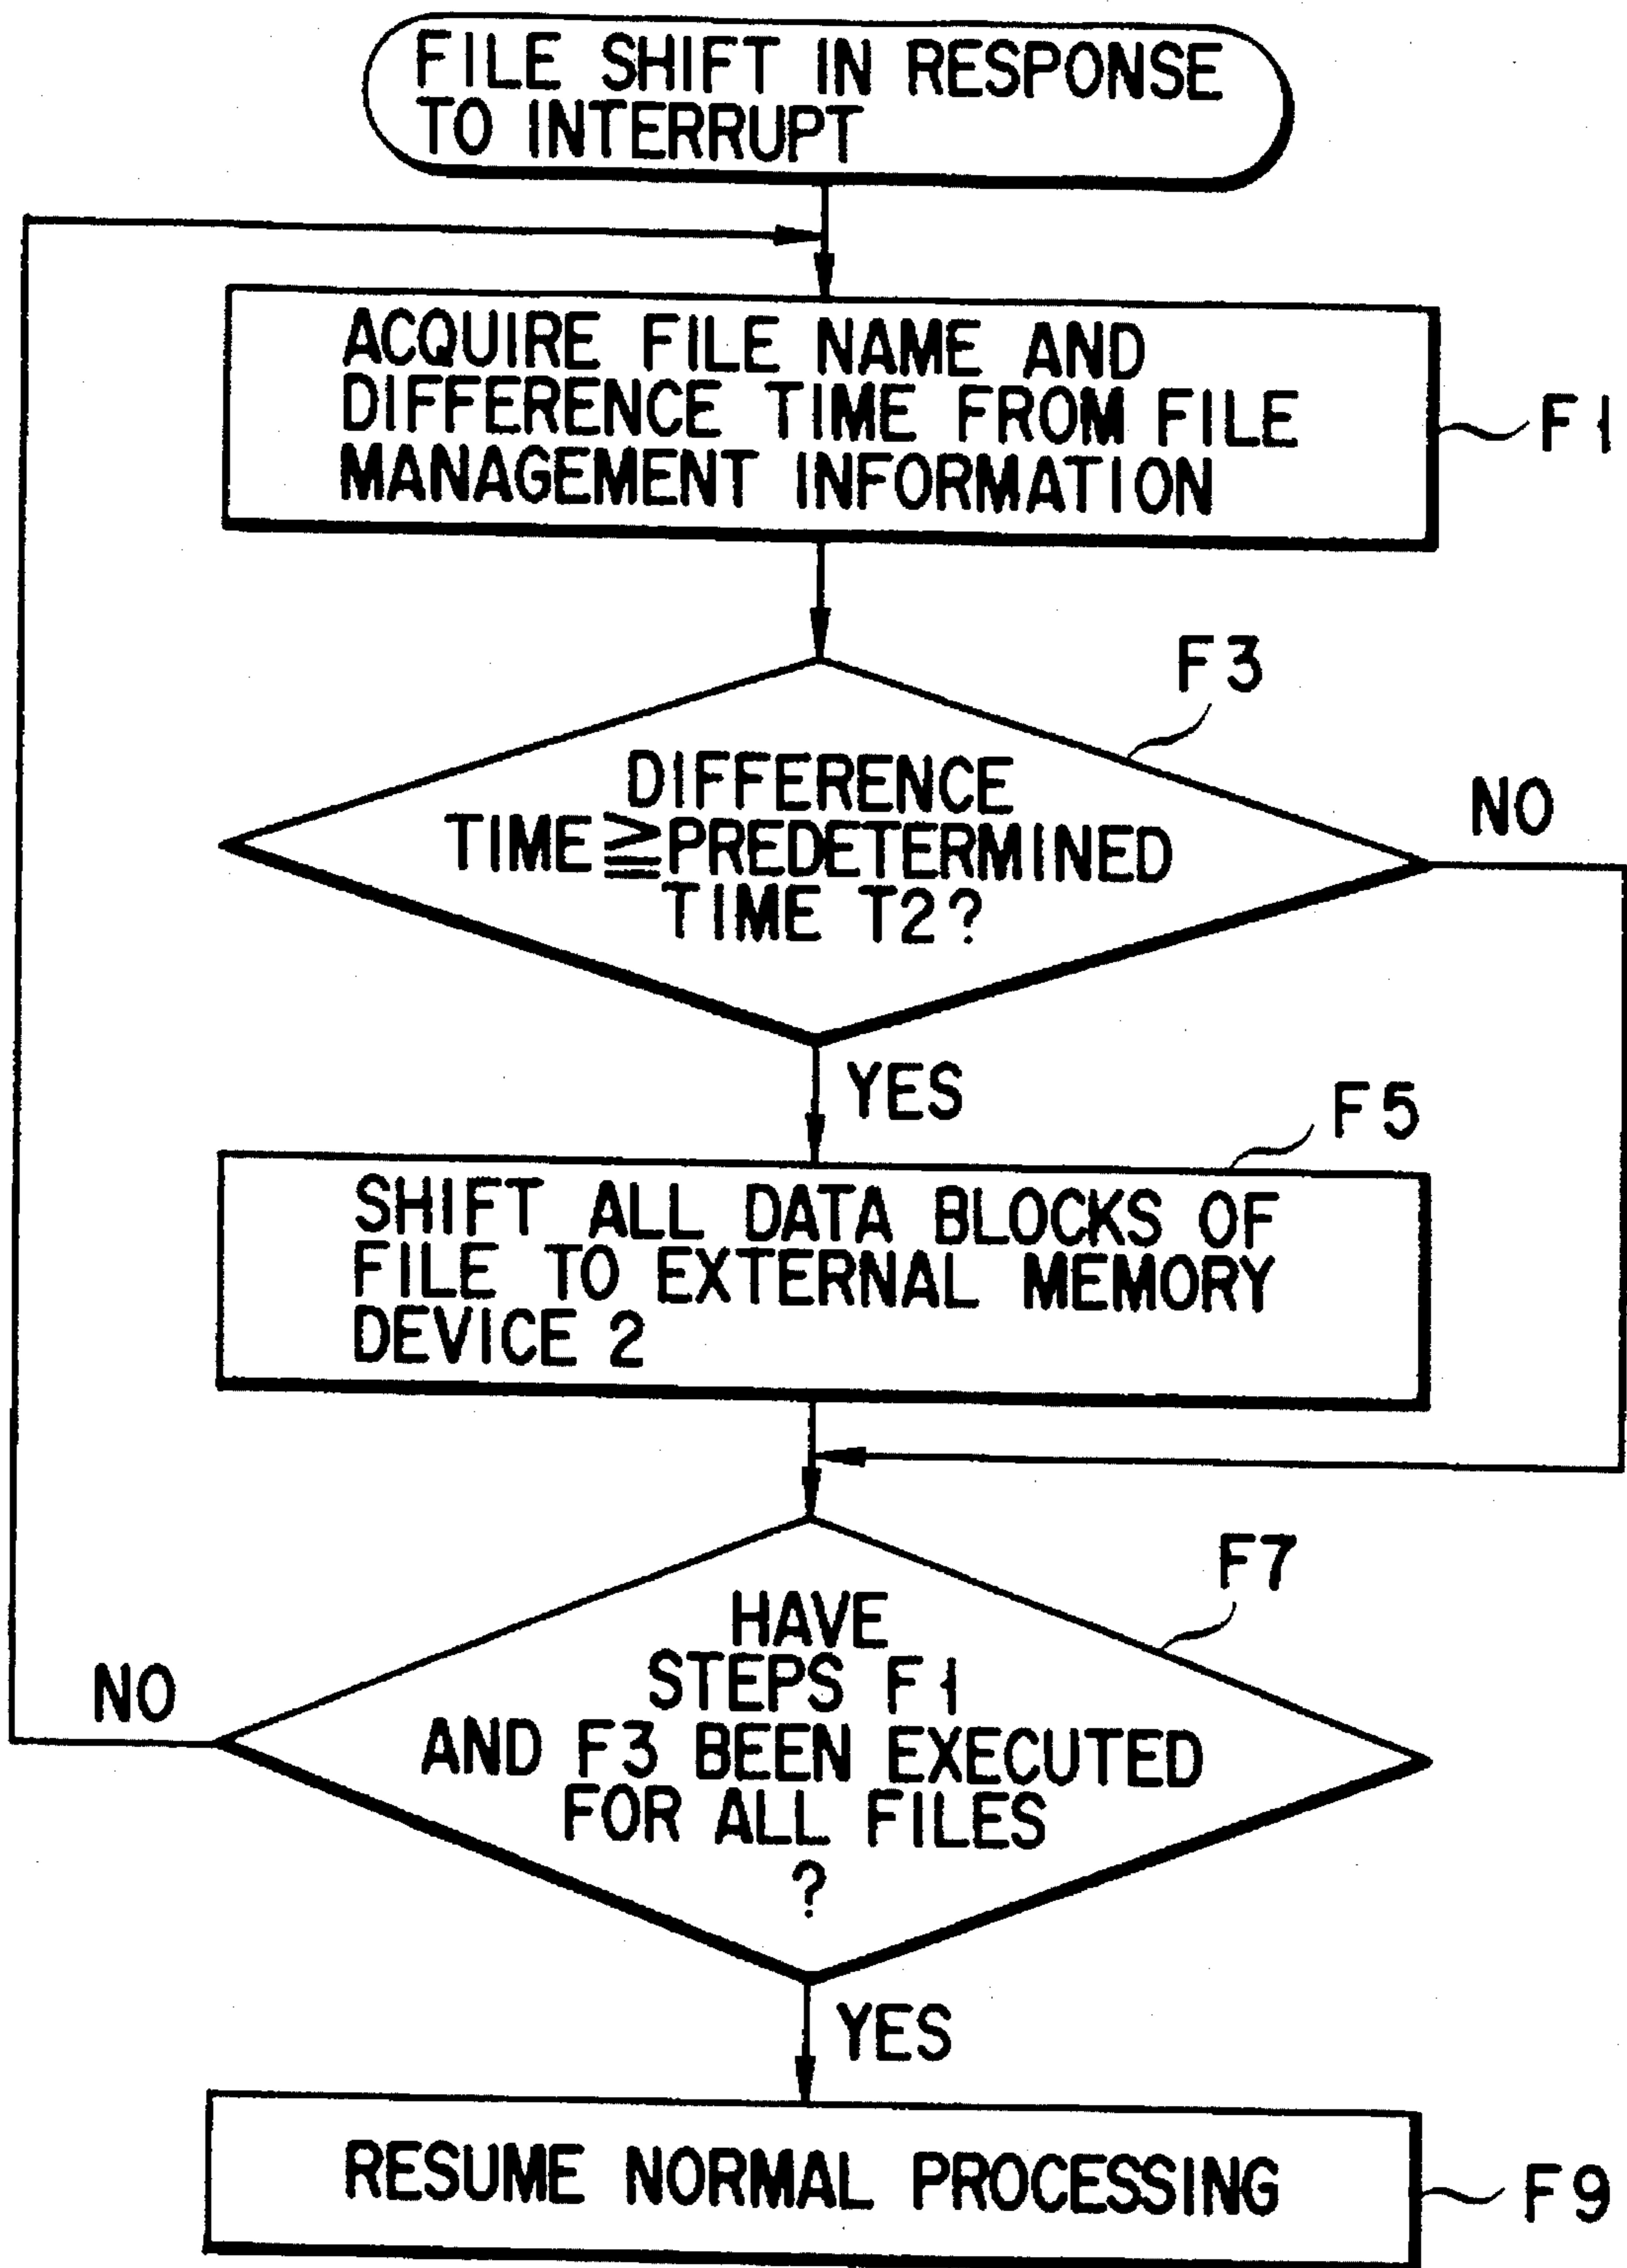 FILE SHIFT IN RESPONSE
TO INTERRUPT
ACQUIRE FILE NAME AND
DIFFERENCE TIME FROM FILE
MANAGEMENT INFORMATION
F1
F3
DIFFERENCE
TIME≧PREDETERMINED
TIME T2?
NO
YES
F5
SHIFT ALL DATA BLOCKS OF
FILE TO EXTERNAL MEMORY
DEVICE 2
F7
HAVE
STEPS F1
AND F3 BEEN EXECUTED
FOR ALL FILES
?
NO
YES
RESUME NORMAL PROCESSING
F9